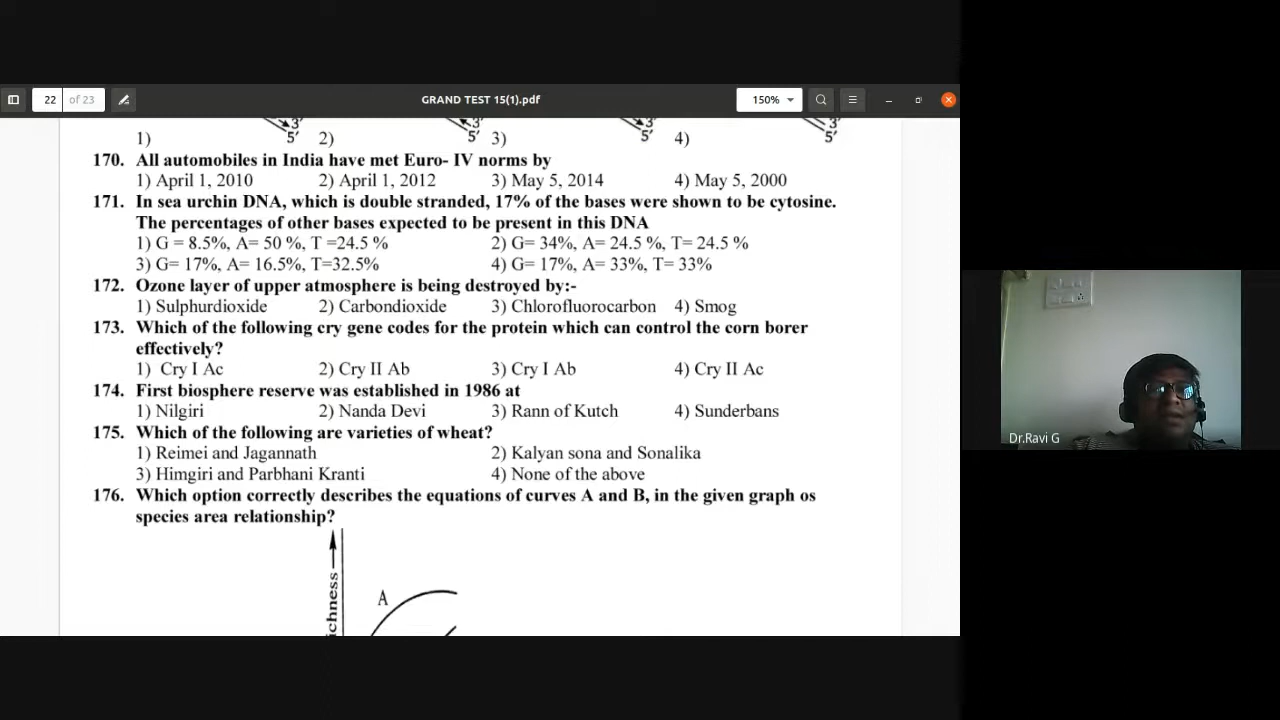 22 of 23
GRAND TEST 15(1).pdf
150%
3'
3'
3'
3'
1) 5' 2) 5' 3) 5' 4) 5'
170. All automobiles in India have met Euro- IV norms by
1) April 1, 2010 2) April 1, 2012 3) May 5, 2014 4) May 5, 2000
171. In sea urchin DNA, which is double stranded, 17% of the bases were shown to be cytosine.
The percentages of other bases expected to be present in this DNA
1) G = 8.5%, A= 50 %, T =24.5 % 2) G= 34%, A= 24.5 %, T= 24.5 %
3) G= 17%, A= 16.5%, T=32.5% 4) G= 17%, A= 33%, T= 33%
172. Ozone layer of upper atmosphere is being destroyed by:-
1) Sulphurdioxide 2) Carbondioxide 3) Chlorofluorocarbon 4) Smog
173. Which of the following cry gene codes for the protein which can control the corn borer
effectively?
1) Cry I Ac 2) Cry II Ab 3) Cry I Ab 4) Cry II Ac
174. First biosphere reserve was established in 1986 at
1) Nilgiri 2) Nanda Devi 3) Rann of Kutch 4) Sunderbans
175. Which of the following are varieties of wheat?
1) Reimei and Jagannath 2) Kalyan sona and Sonalika
3) Himgiri and Parbhani Kranti 4) None of the above
176. Which option correctly describes the equations of curves A and B, in the given graph os
species area relationship?
ichness
A
Dr.Ravi G